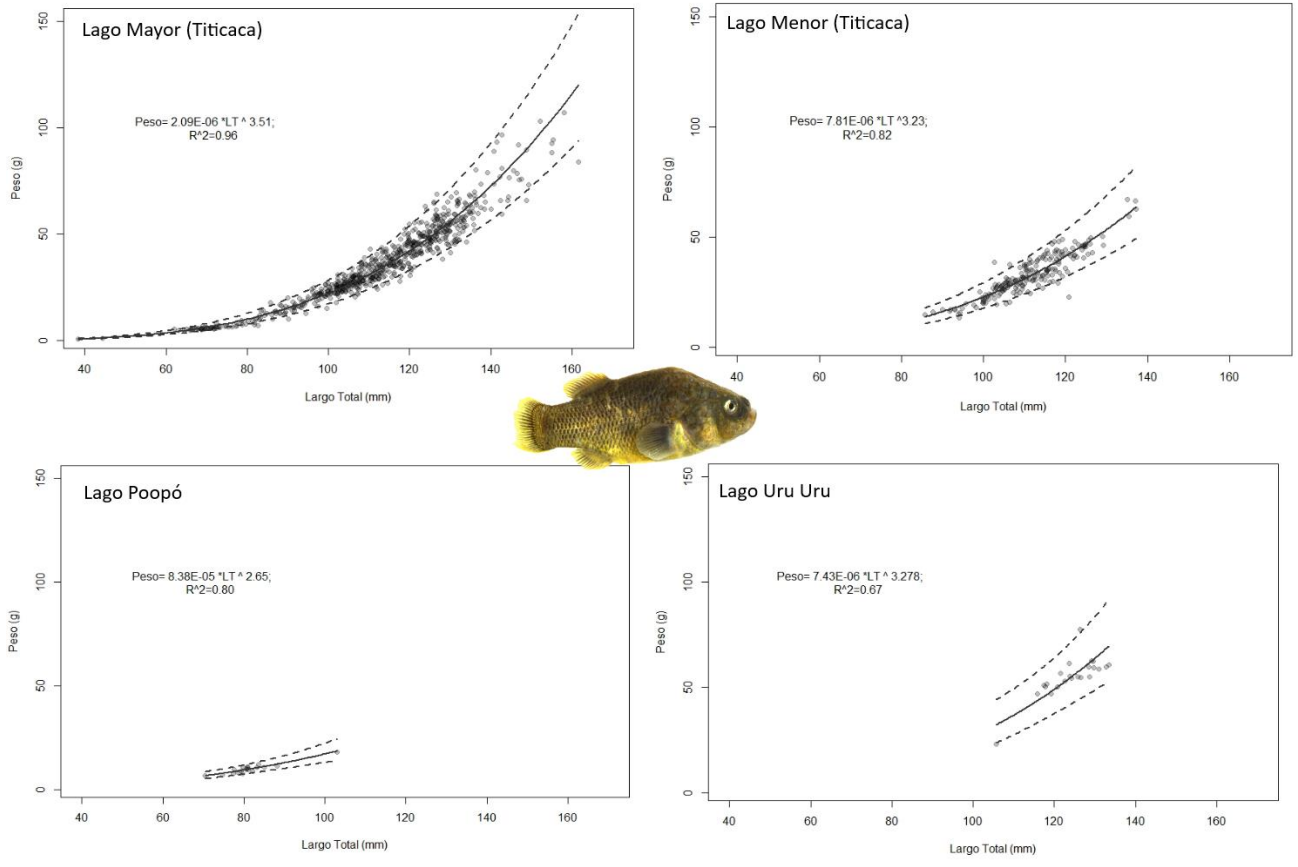 Lago Mayor (Titicaca)
Peso= 2.09E-06 *LT ^ 3.51;
R^2=0.96
Peso (g)
0
50
100
150
40 60 80 100 120 140 160
Largo Total (mm)
Lago Menor (Titicaca)
Peso= 7.81E-06 *LT ^3.23;
R^2=0.82
Peso (g)
0
50
100
150
40 60 80 100 120 140 160
Largo Total (mm)
Lago Poopó
Peso= 8.38E-05 *LT ^ 2.65;
R^2=0.80
Peso (g)
0
50
100
150
40 60 80 100 120 140 160
Largo Total (mm)
Lago Uru Uru
Peso= 7.43E-06 *LT ^ 3.278;
R^2=0.67
Peso (g)
0
50
100
150
40 60 80 100 120 140 160
Largo Total (mm)